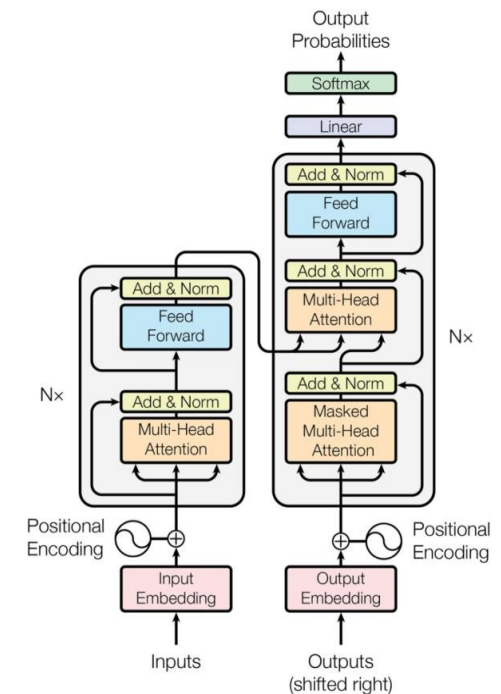 Output
Probabilities
Softmax
Linear
Add & Norm
Feed
Forward
Add & Norm
Multi-Head
Attention
Add & Norm
Masked
Multi-Head
Attention
N×
Positional
Encoding
Output
Embedding
Outputs
(shifted right)
Add & Norm
Feed
Forward
Add & Norm
Multi-Head
Attention
N×
Positional
Encoding
Input
Embedding
Inputs